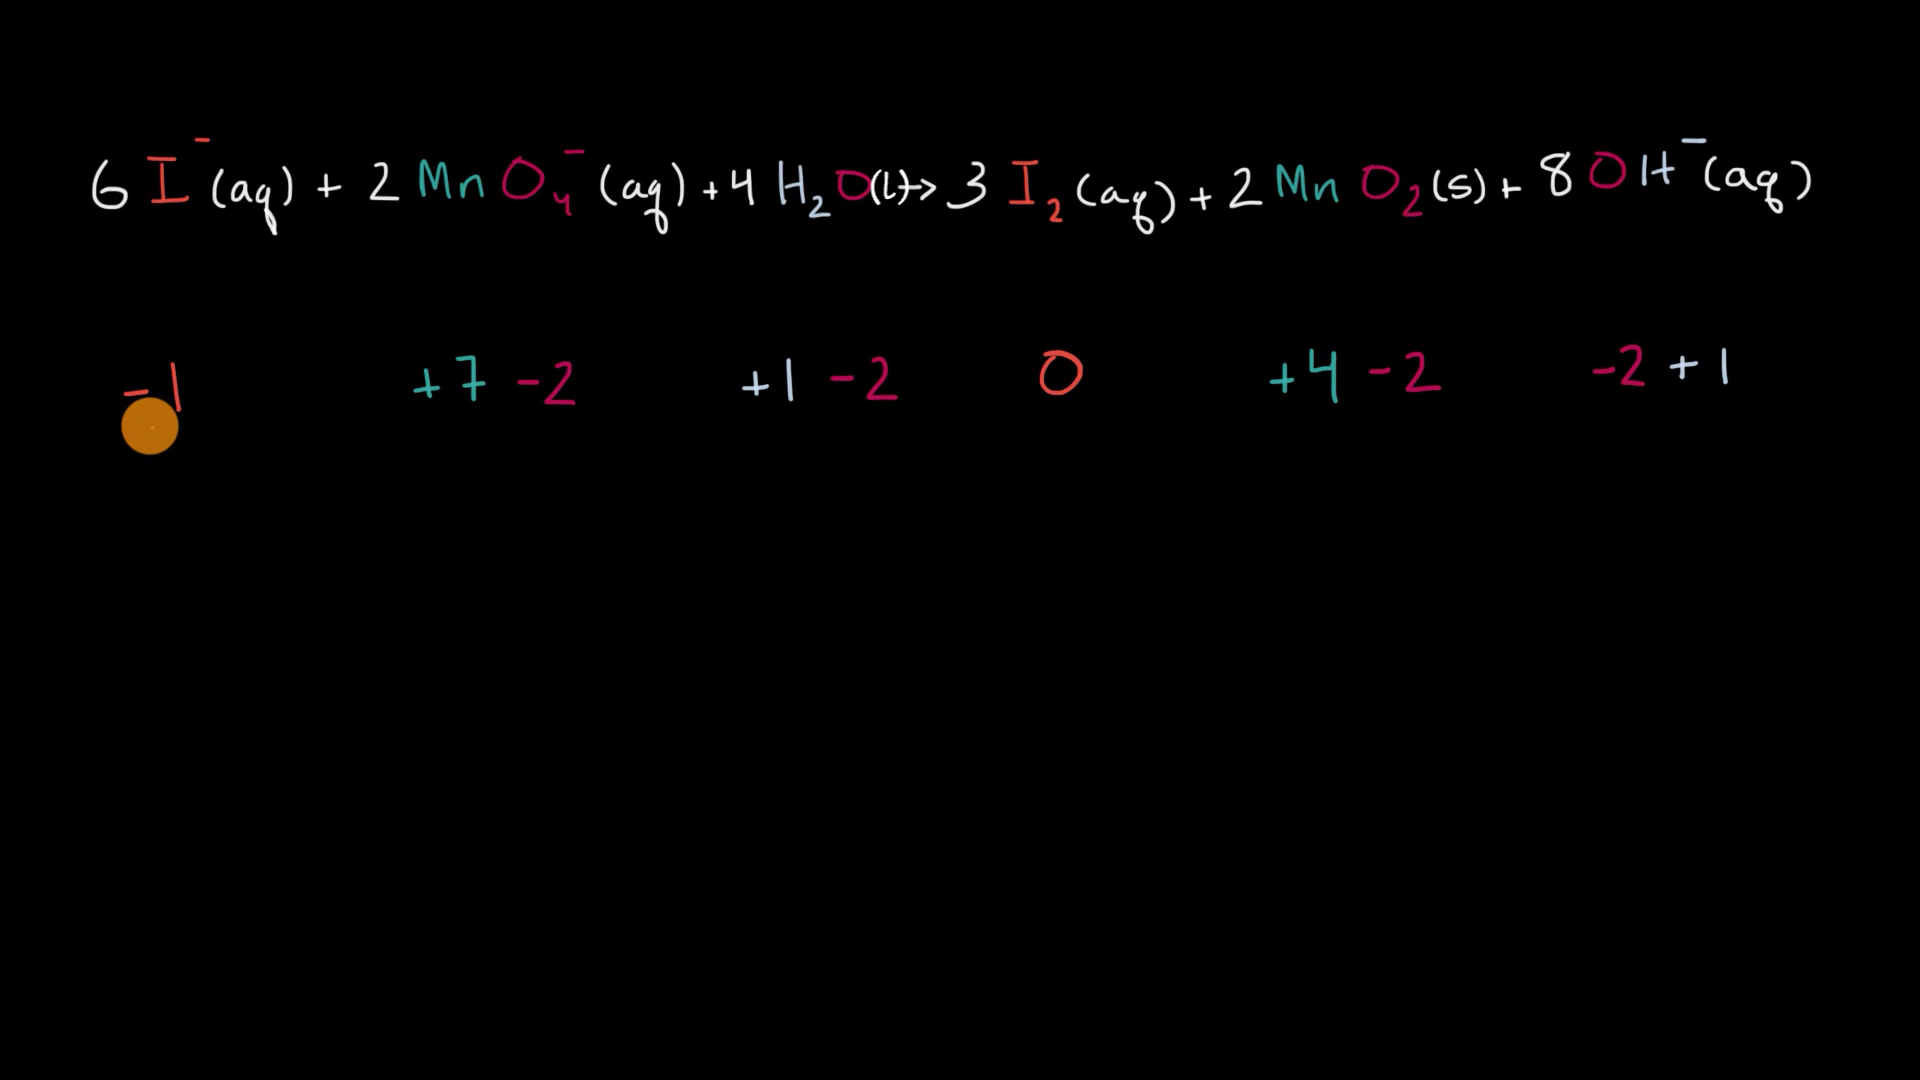 6 I⁻ (aq) + 2 MnO₄⁻ (aq) + 4 H₂O(l) → 3 I₂ (aq) + 2 MnO₂(s) + 8 OH⁻(aq)
-1 +7 -2 +1 -2 0 +4 -2 -2 +1